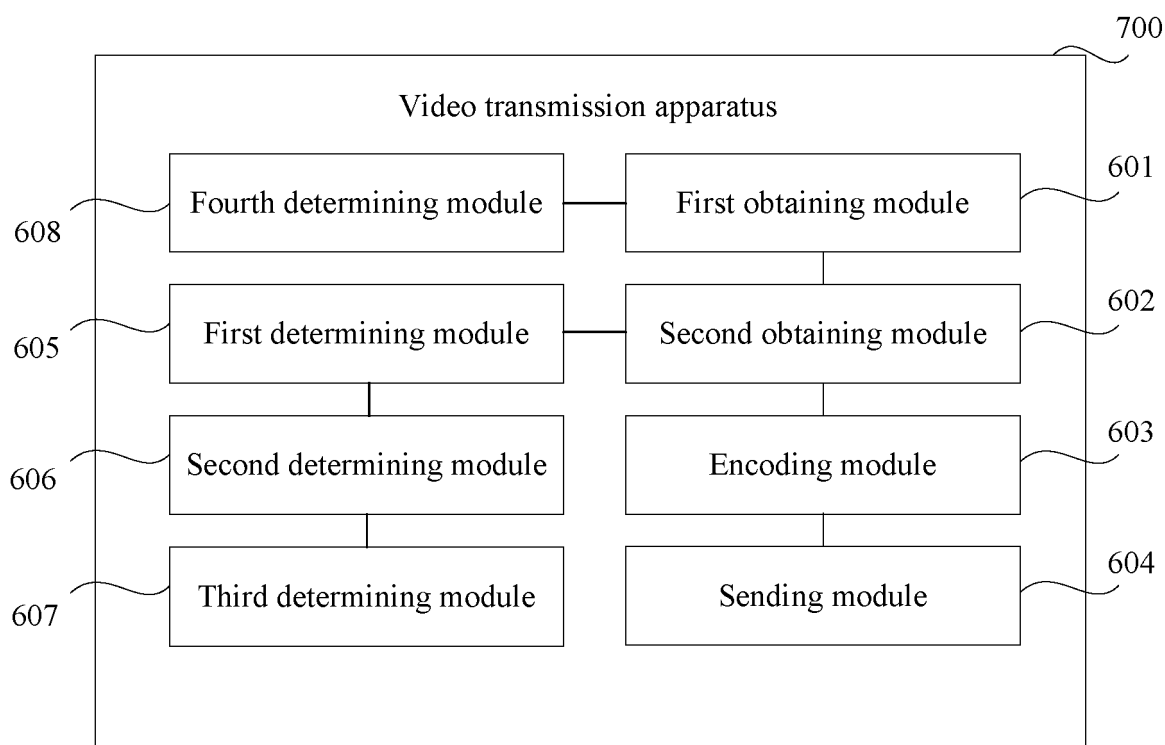 700
Video transmission apparatus
Fourth determining module
First obtaining module
601
608
First determining module
Second obtaining module
602
605
Second determining module
Encoding module
603
606
Third determining module
Sending module
604
607